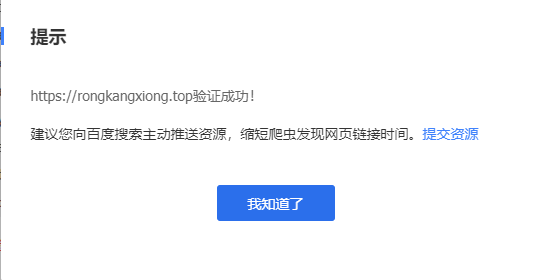 提示
https://rongkangxiong.top验证成功！
建议您向百度搜索主动推送资源，缩短爬虫发现网页链接时间。提交资源
我知道了